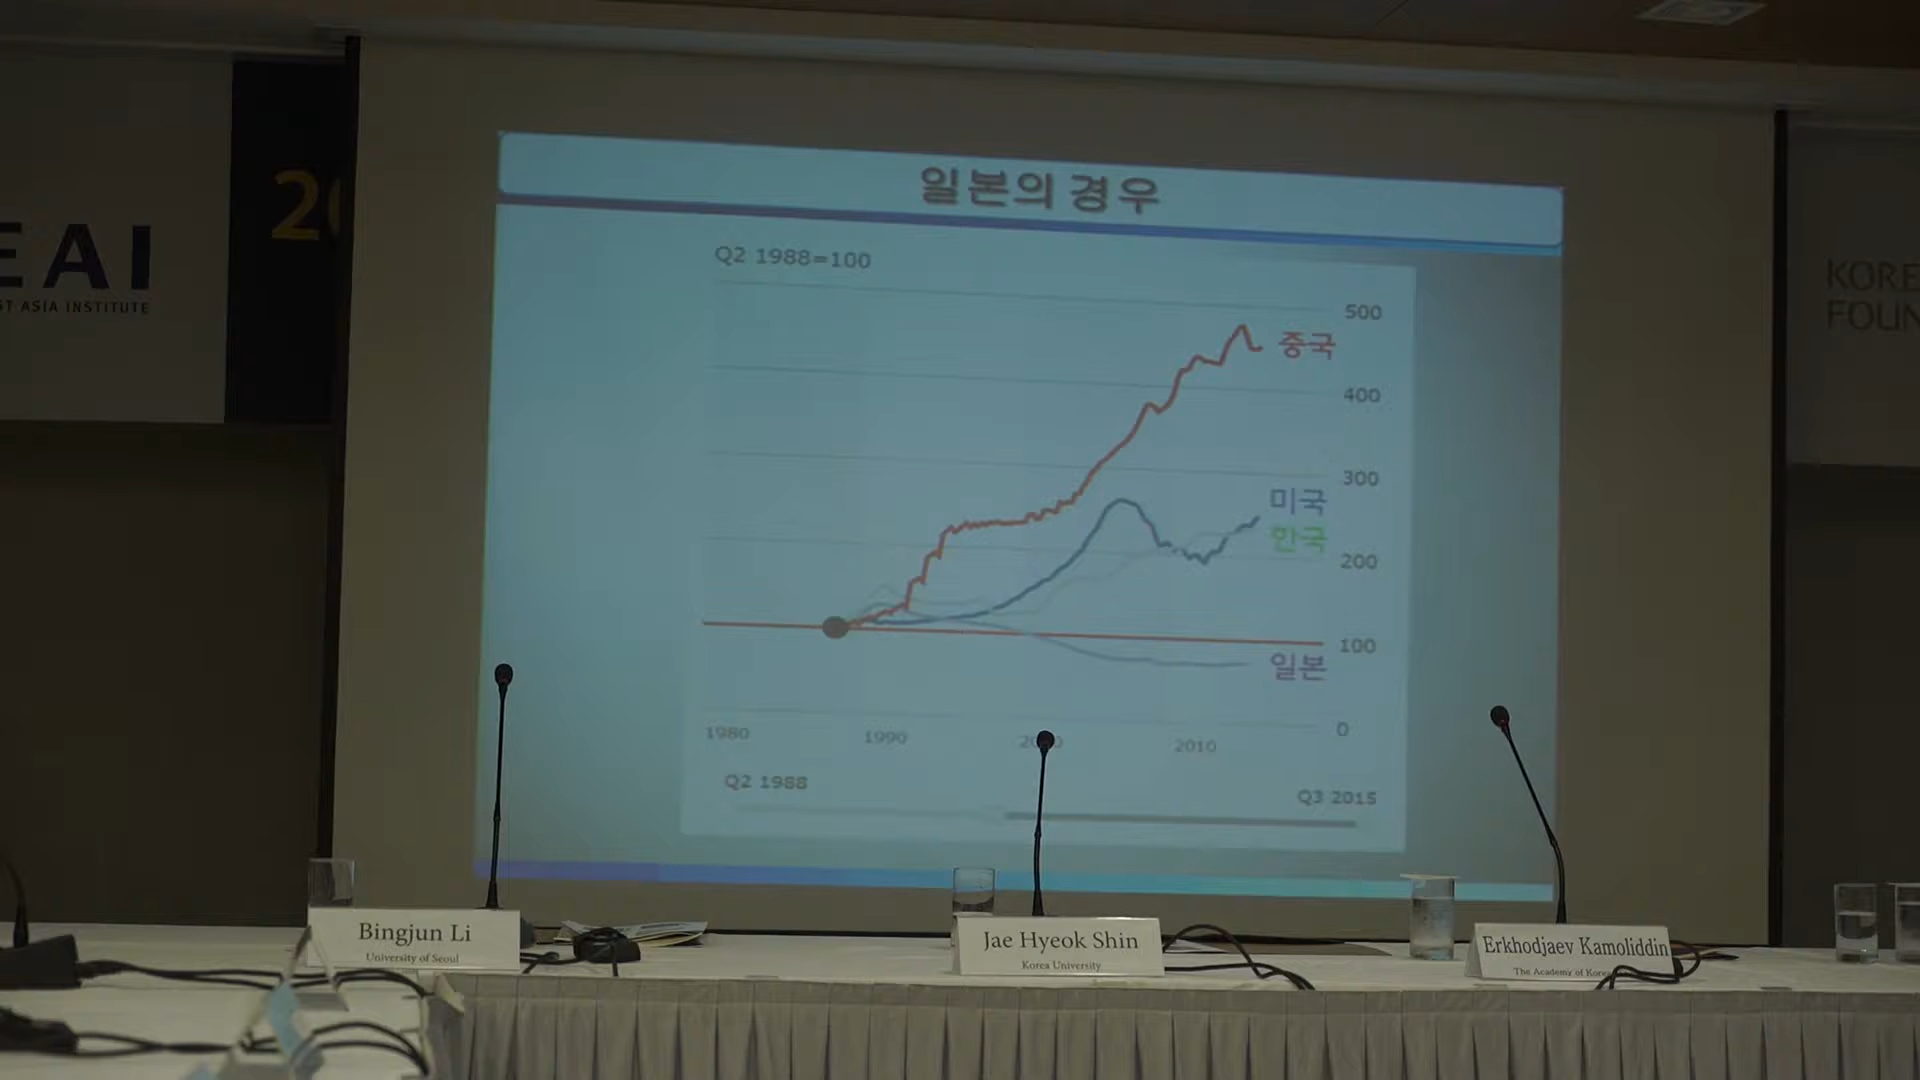 EAI
ST ASIA INSTITUTE
20
일본의 경우
Q2 1988=100
500
중국
400
300
미국
한국
200
100
일본
0
1980
1990
2010
Q2 1988
Q3 2015
KORE
FOUN
Bingjun Li
University of Seoul
Jae Hyeok Shin
Korea University
Erkhodjaev Kamoliddin
The Academy of Korea